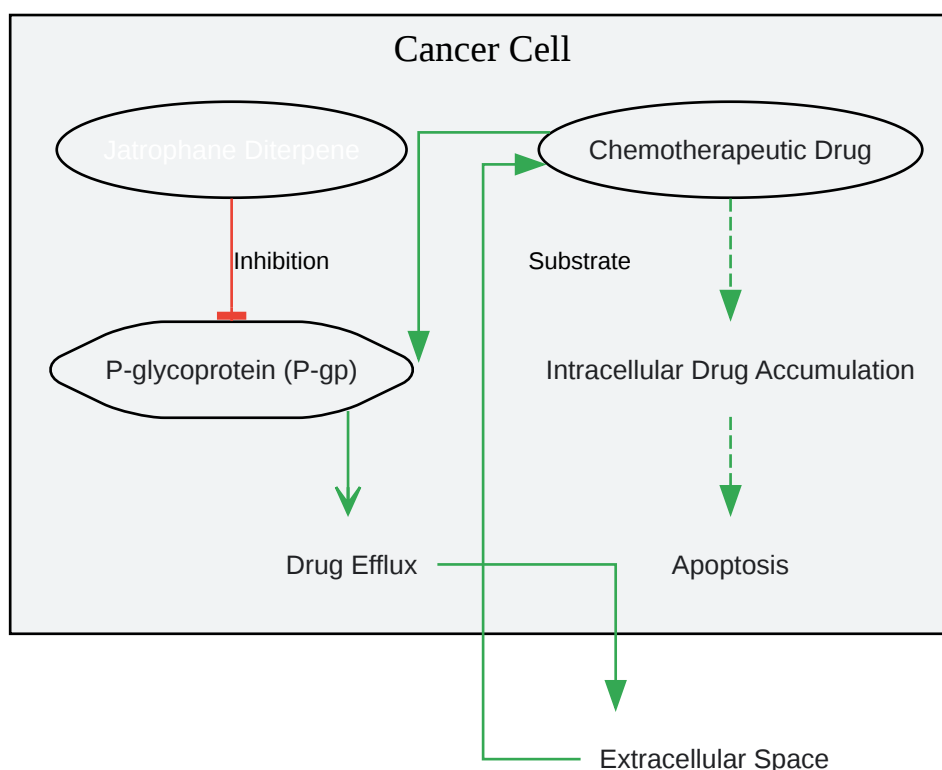 Cancer Cell
Jatrophane Diterpene
Chemotherapeutic Drug
Inhibition
Substrate
P-glycoprotein (P-gp)
Intracellular Drug Accumulation
Drug Efflux
Apoptosis
Extracellular Space